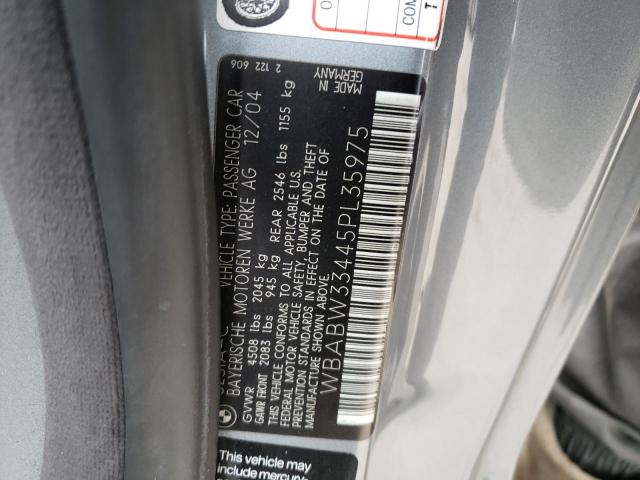 VEHICLE TYPE: PASSENGER CAR
BAYERISCHE MOTOREN WERKE AG 12/04
GVWR 4508 lbs 2045 kg
GAWR FRONT 2083 lbs 945 kg REAR 2546 lbs 1155 kg
THIS VEHICLE CONFORMS TO ALL APPLICABLE U.S.
FEDERAL MOTOR VEHICLE SAFETY, BUMPER AND THEFT
PREVENTION STANDARDS IN EFFECT ON THE DATE OF
MANUFACTURE SHOWN ABOVE.
WBABW33445PL35975
2 122 606
MADE IN
GERMANY
This vehicle may
include mercury